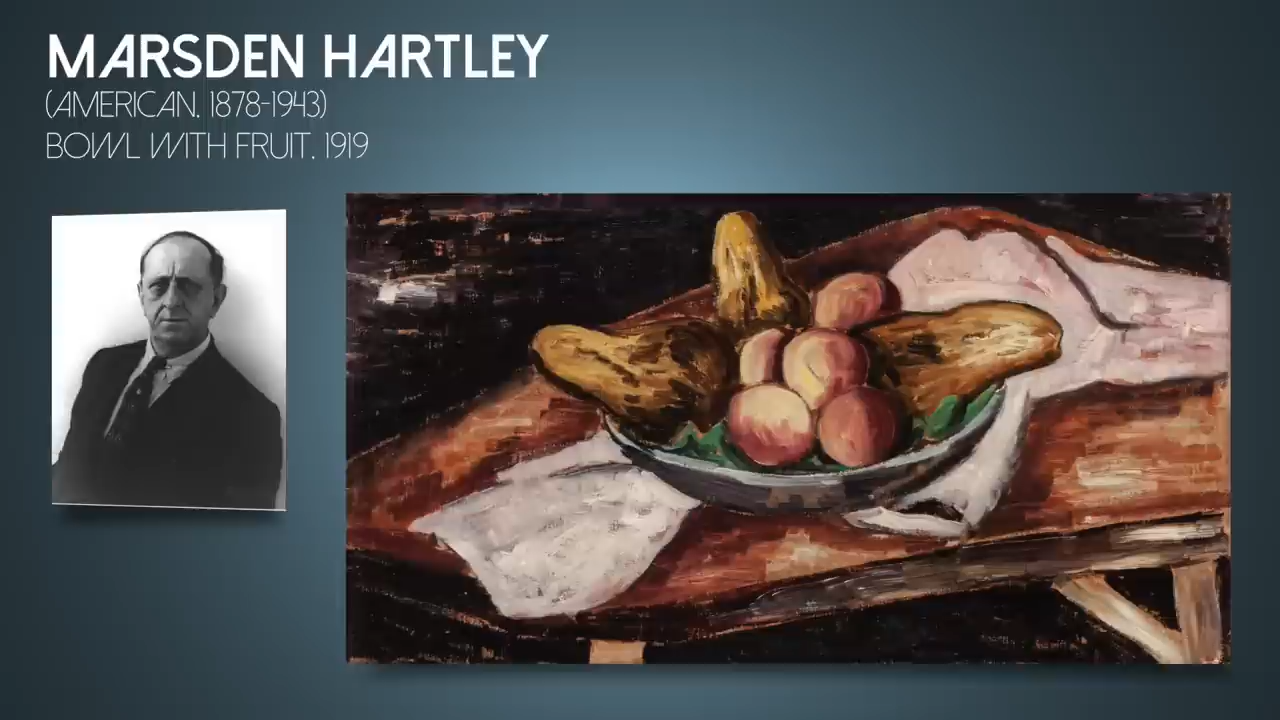 MARSDEN HARTLEY
(AMERICAN, 1878-1943)
BOWL WITH FRUIT, 1919